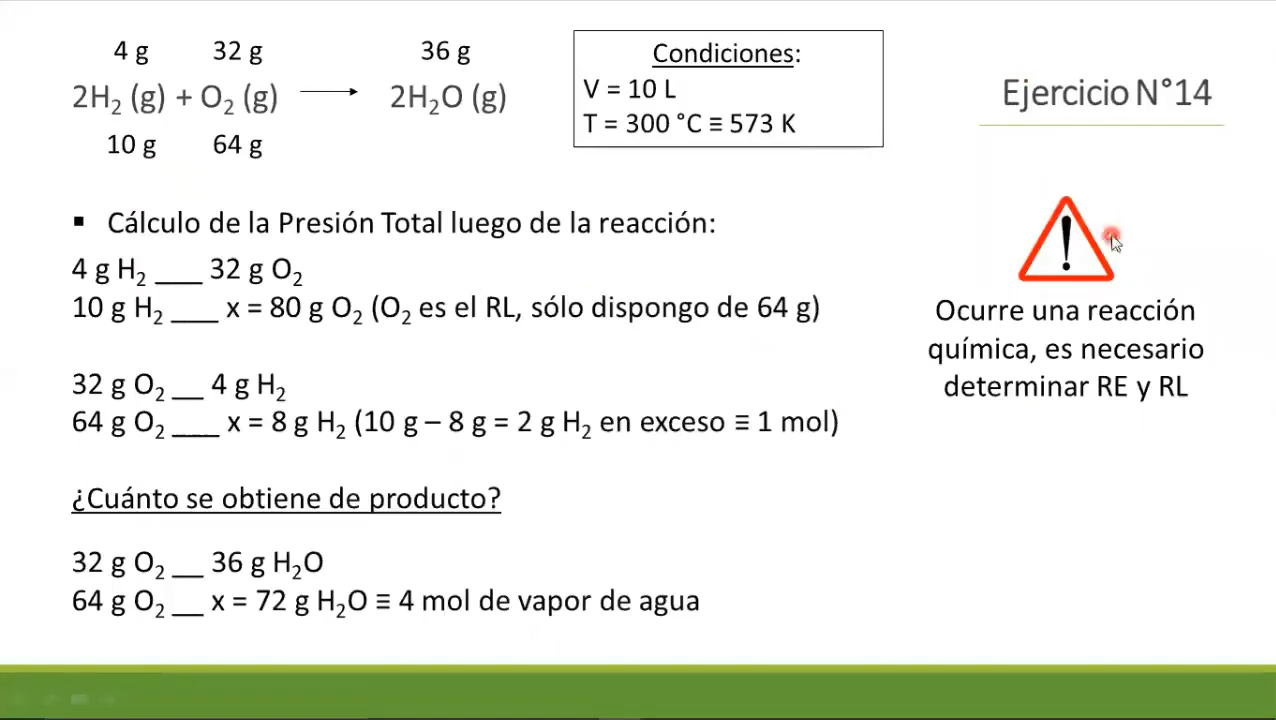 4 g 32 g 36 g
2H₂ (g) + O₂ (g) 2H₂O (g)
10 g 64 g
Condiciones:
V = 10 L
T = 300 °C ≡ 573 K
Ejercicio N°14
▪ Cálculo de la Presión Total luego de la reacción:
4 g H₂ ___ 32 g O₂
10 g H₂ ___ x = 80 g O₂ (O₂ es el RL, sólo dispongo de 64 g)
32 g O₂ __ 4 g H₂
64 g O₂ ___ x = 8 g H₂ (10 g – 8 g = 2 g H₂ en exceso ≡ 1 mol)
¿Cuánto se obtiene de producto?
32 g O₂ __ 36 g H₂O
64 g O₂ __ x = 72 g H₂O ≡ 4 mol de vapor de agua
!
Ocurre una reacción
química, es necesario
determinar RE y RL